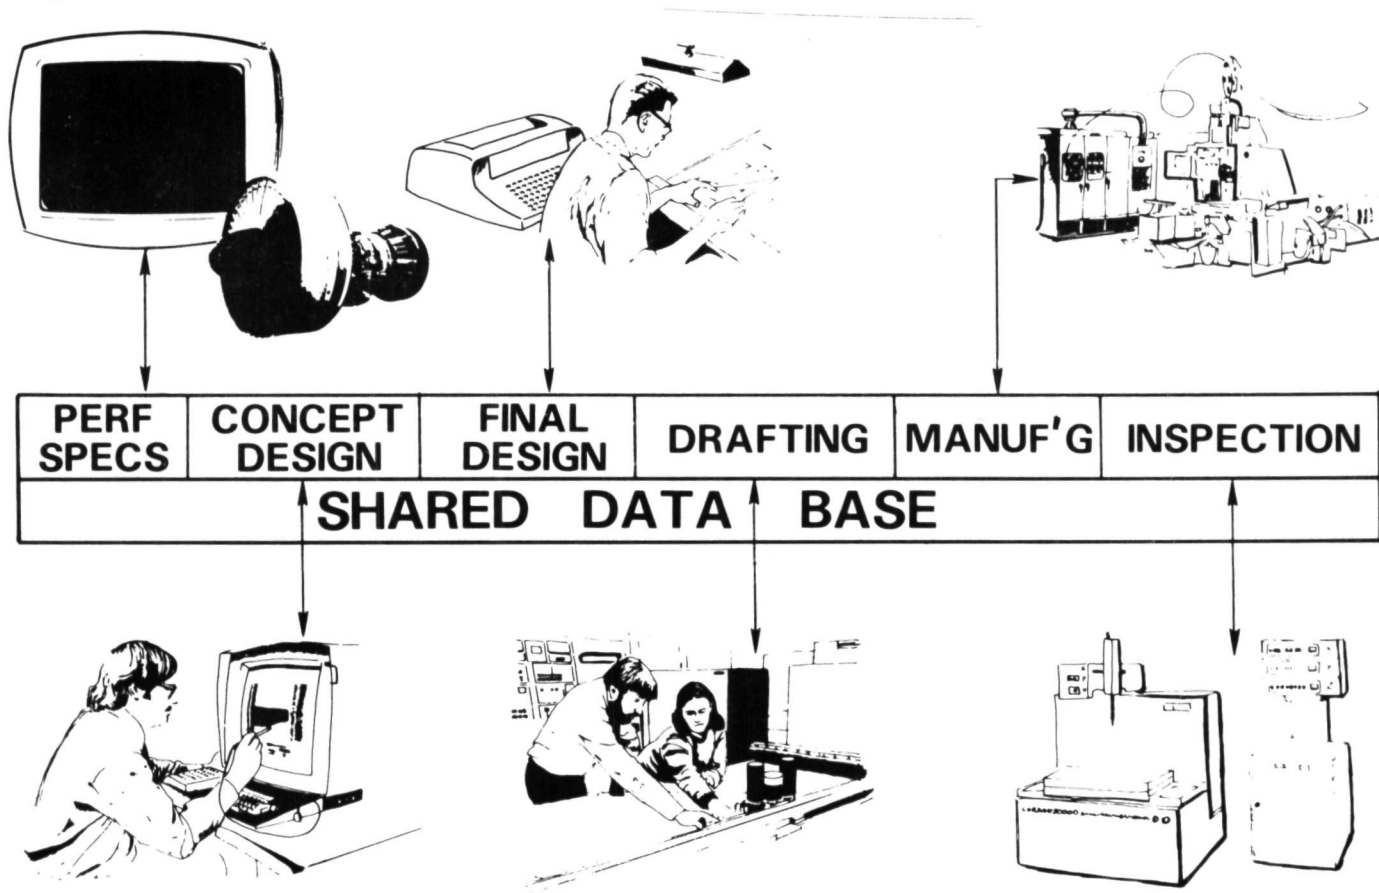 PERF
SPECS
CONCEPT
DESIGN
FINAL
DESIGN
DRAFTING
MANUF'G
INSPECTION
SHARED DATA BASE